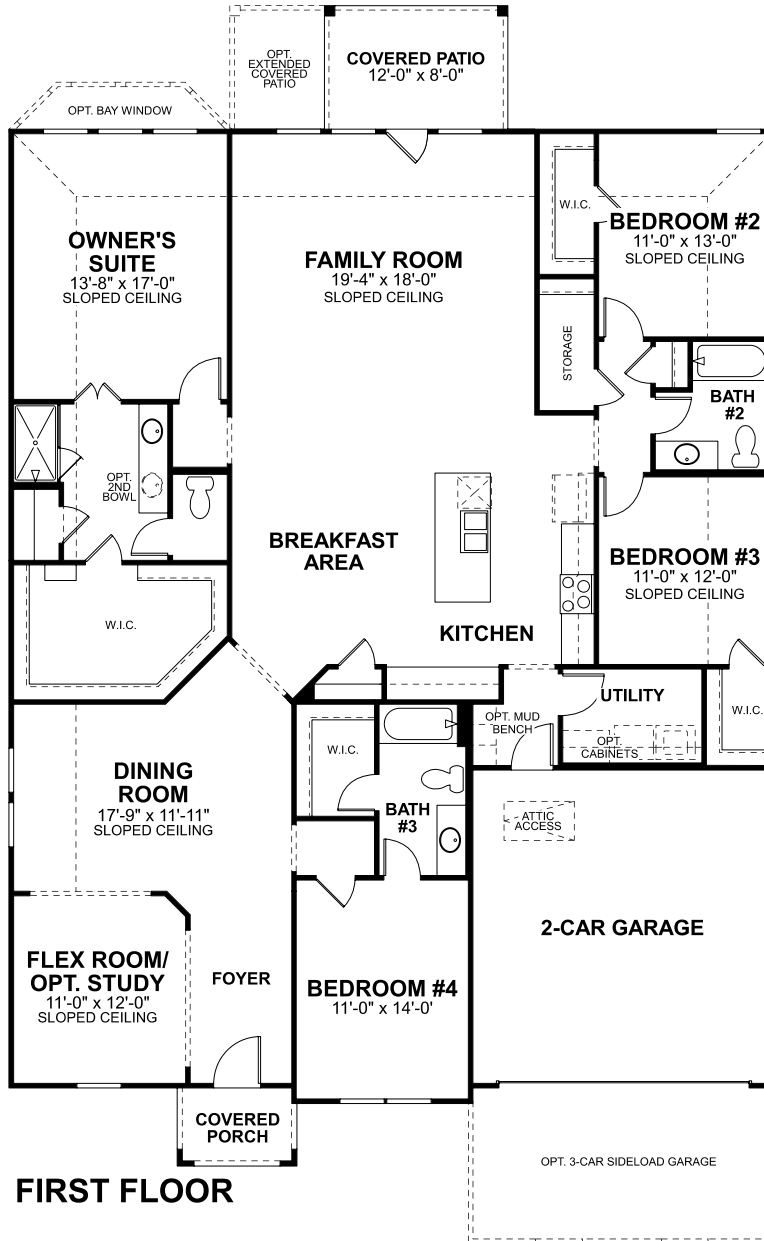 OPT.
EXTENDED
COVERED
PATIO
COVERED PATIO
12'-0" x 8'-0"
OPT. BAY WINDOW
OWNER'S
SUITE
13'-8" x 17'-0"
SLOPED CEILING
FAMILY ROOM
19'-4" x 18'-0"
SLOPED CEILING
W.I.C.
BEDROOM #2
11'-0" x 13'-0"
SLOPED CEILING
STORAGE
BATH
#2
OPT.
2ND
BOWL
BREAKFAST
AREA
BEDROOM #3
11'-0" x 12'-0"
SLOPED CEILING
W.I.C.
KITCHEN
UTILITY
OPT. MUD
BENCH
OPT.
CABINETS
W.I.C.
W.I.C.
DINING
ROOM
17'-9" x 11'-11"
SLOPED CEILING
BATH
#3
ATTIC
ACCESS
2-CAR GARAGE
FLEX ROOM/
OPT. STUDY
11'-0" x 12'-0"
SLOPED CEILING
FOYER
BEDROOM #4
11'-0" x 14'-0'
COVERED
PORCH
OPT. 3-CAR SIDELOAD GARAGE
FIRST FLOOR